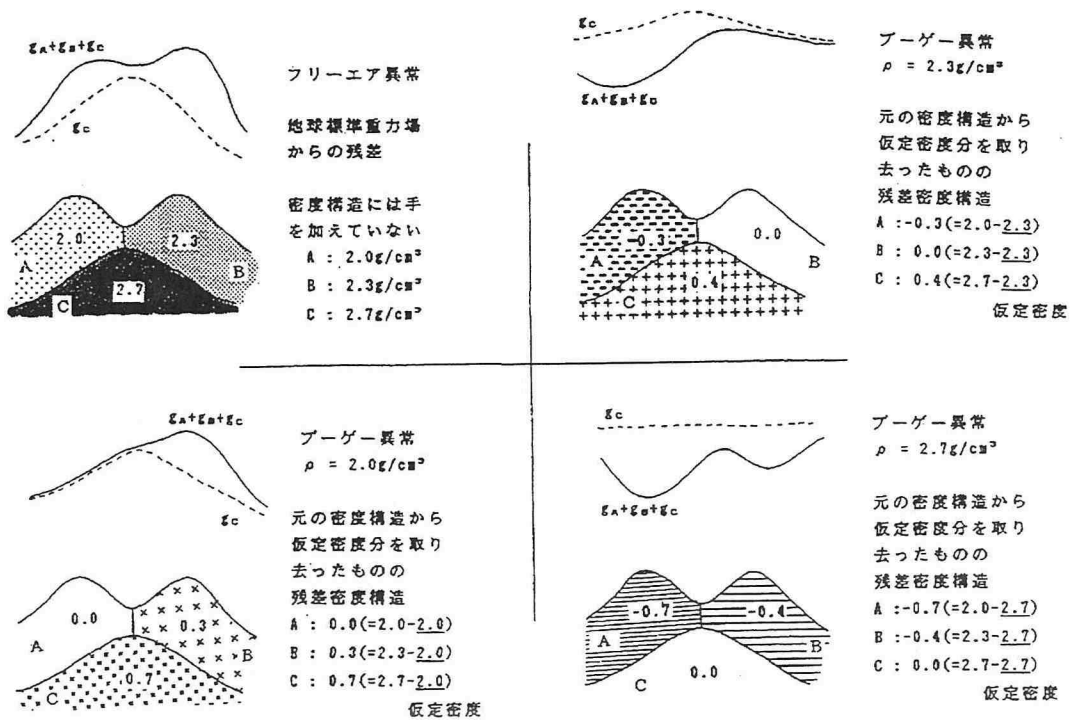 gA+gB+gC
gC
フリーエア異常
地球標準重力場
からの残差
密度構造には手
を加えていない
A : 2.0g/cm³
B : 2.3g/cm³
C : 2.7g/cm³
2.0
2.3
A
B
2.7
C
gC
gA+gB+gC
ブーゲー異常
ρ = 2.3g/cm³
元の密度構造から
仮定密度分を取り
去ったものの
残差密度構造
A :-0.3(=2.0-2.3)
B : 0.0(=2.3-2.3)
C : 0.4(=2.7-2.3)
仮定密度
-0.3
0.0
A
B
0.4
C
gA+gB+gC
gC
ブーゲー異常
ρ = 2.0g/cm³
元の密度構造から
仮定密度分を取り
去ったものの
残差密度構造
A : 0.0(=2.0-2.0)
B : 0.3(=2.3-2.0)
C : 0.7(=2.7-2.0)
仮定密度
0.0
0.3
A
B
0.7
C
gC
gA+gB+gC
ブーゲー異常
ρ = 2.7g/cm³
元の密度構造から
仮定密度分を取り
去ったものの
残差密度構造
A :-0.7(=2.0-2.7)
B :-0.4(=2.3-2.7)
C : 0.0(=2.7-2.7)
仮定密度
-0.7
-0.4
A
B
0.0
C